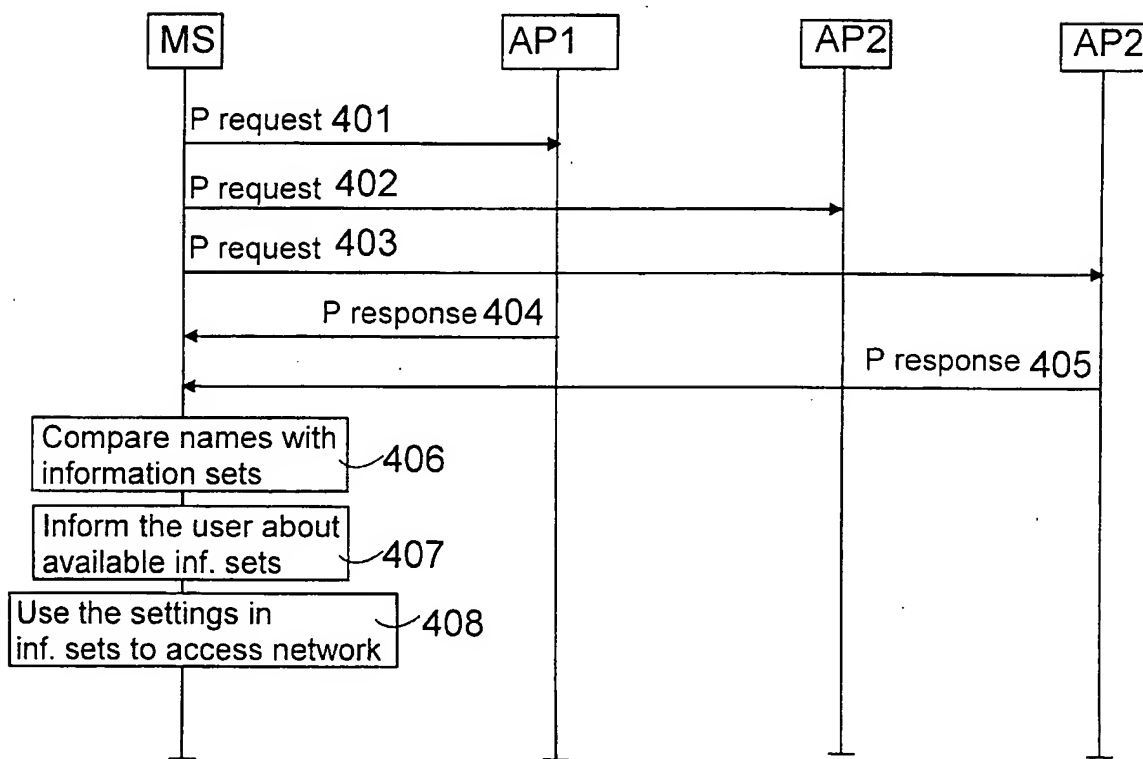 MS
AP1
AP2
AP2
P request 401
P request 402
P request 403
P response 404
P response 405
Compare names with
information sets
406
Inform the user about
available inf. sets
407
Use the settings in
inf. sets to access network
408